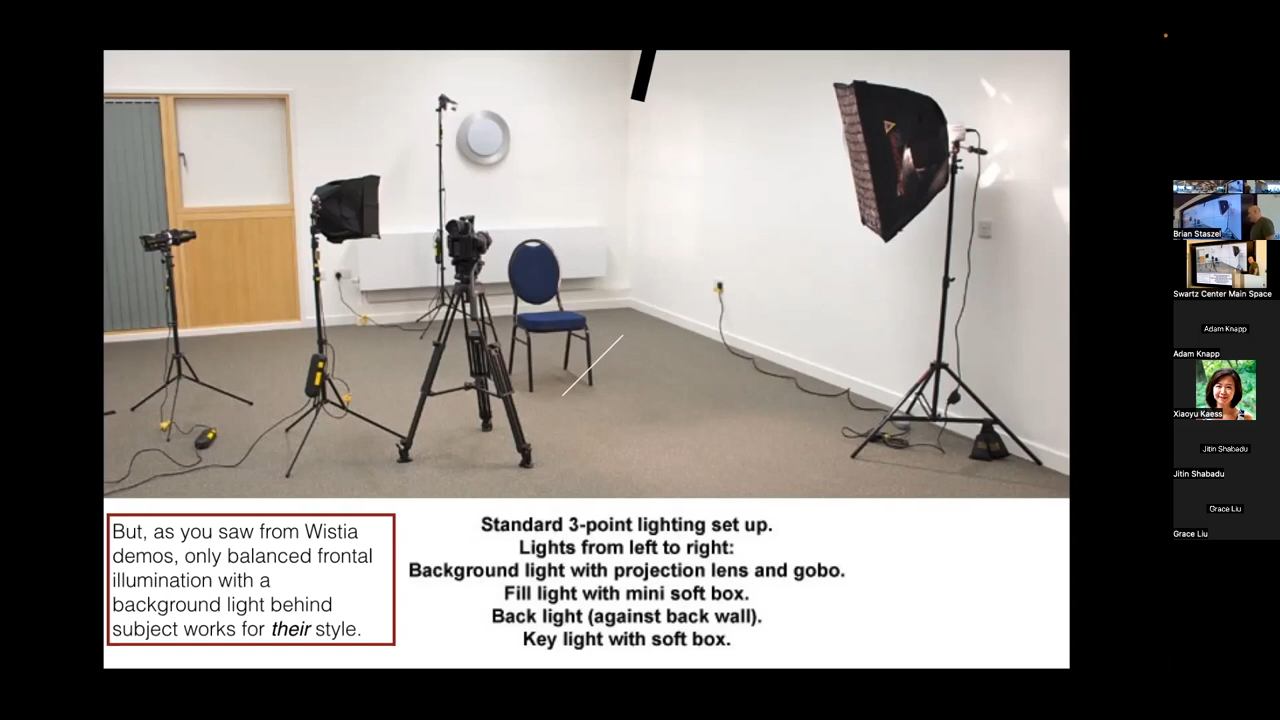 But, as you saw from Wistia
demos, only balanced frontal
illumination with a
background light behind
subject works for their style.
Standard 3-point lighting set up.
Lights from left to right:
Background light with projection lens and gobo.
Fill light with mini soft box.
Back light (against back wall).
Key light with soft box.
Brian Staszel
Swartz Center Main Space
Adam Knapp
Adam Knapp
Xiaoyu Kaess
Jitin Shabadu
Jitin Shabadu
Grace Liu
Grace Liu